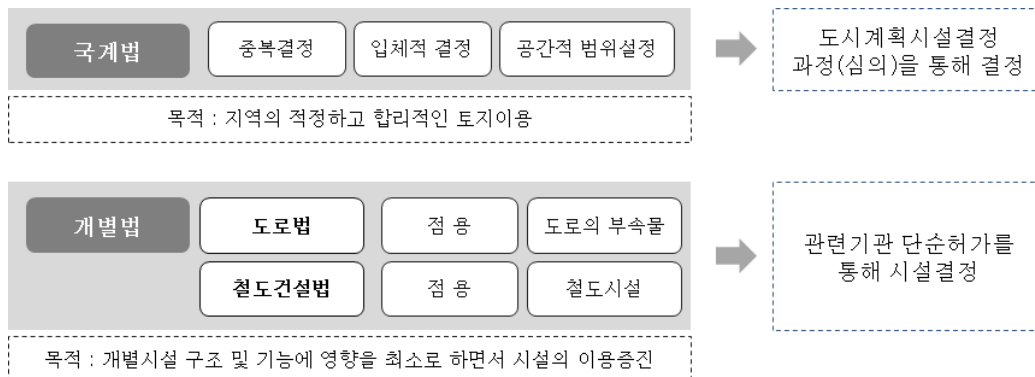 국계법 중복결정 입체적 결정 공간적 범위설정
도시계획시설결정
과정(심의)을 통해 결정
목적 : 지역의 적정하고 합리적인 토지이용
개별법 도로법 점 용 도로의 부속물
철도건설법 점 용 철도시설
관련기관 단순허가를
통해 시설결정
목적 : 개별시설 구조 및 기능에 영향을 최소로 하면서 시설의 이용증진